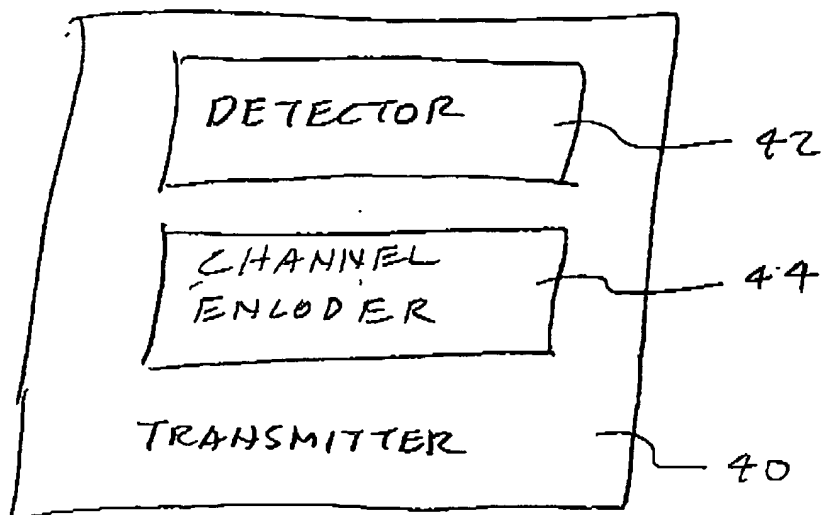 DETECTOR
42
CHANNEL
ENCODER
44
TRANSMITTER
40